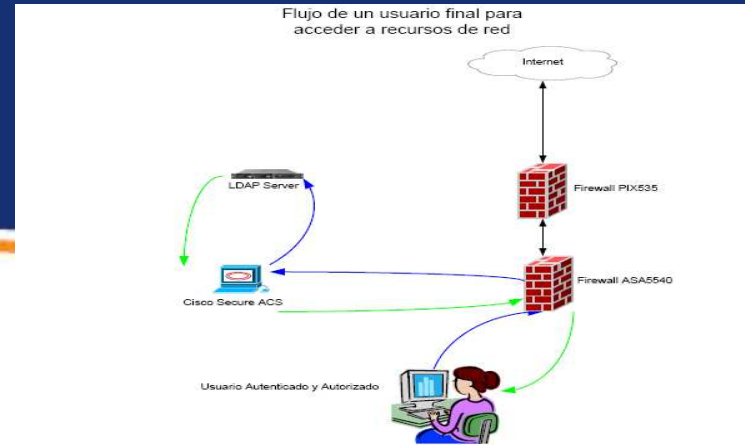 Flujo de un usuario final para
acceder a recursos de red
Internet
LDAP Server
Firewall PIX535
Cisco Secure ACS
Firewall ASA5540
Usuario Autenticado y Autorizado